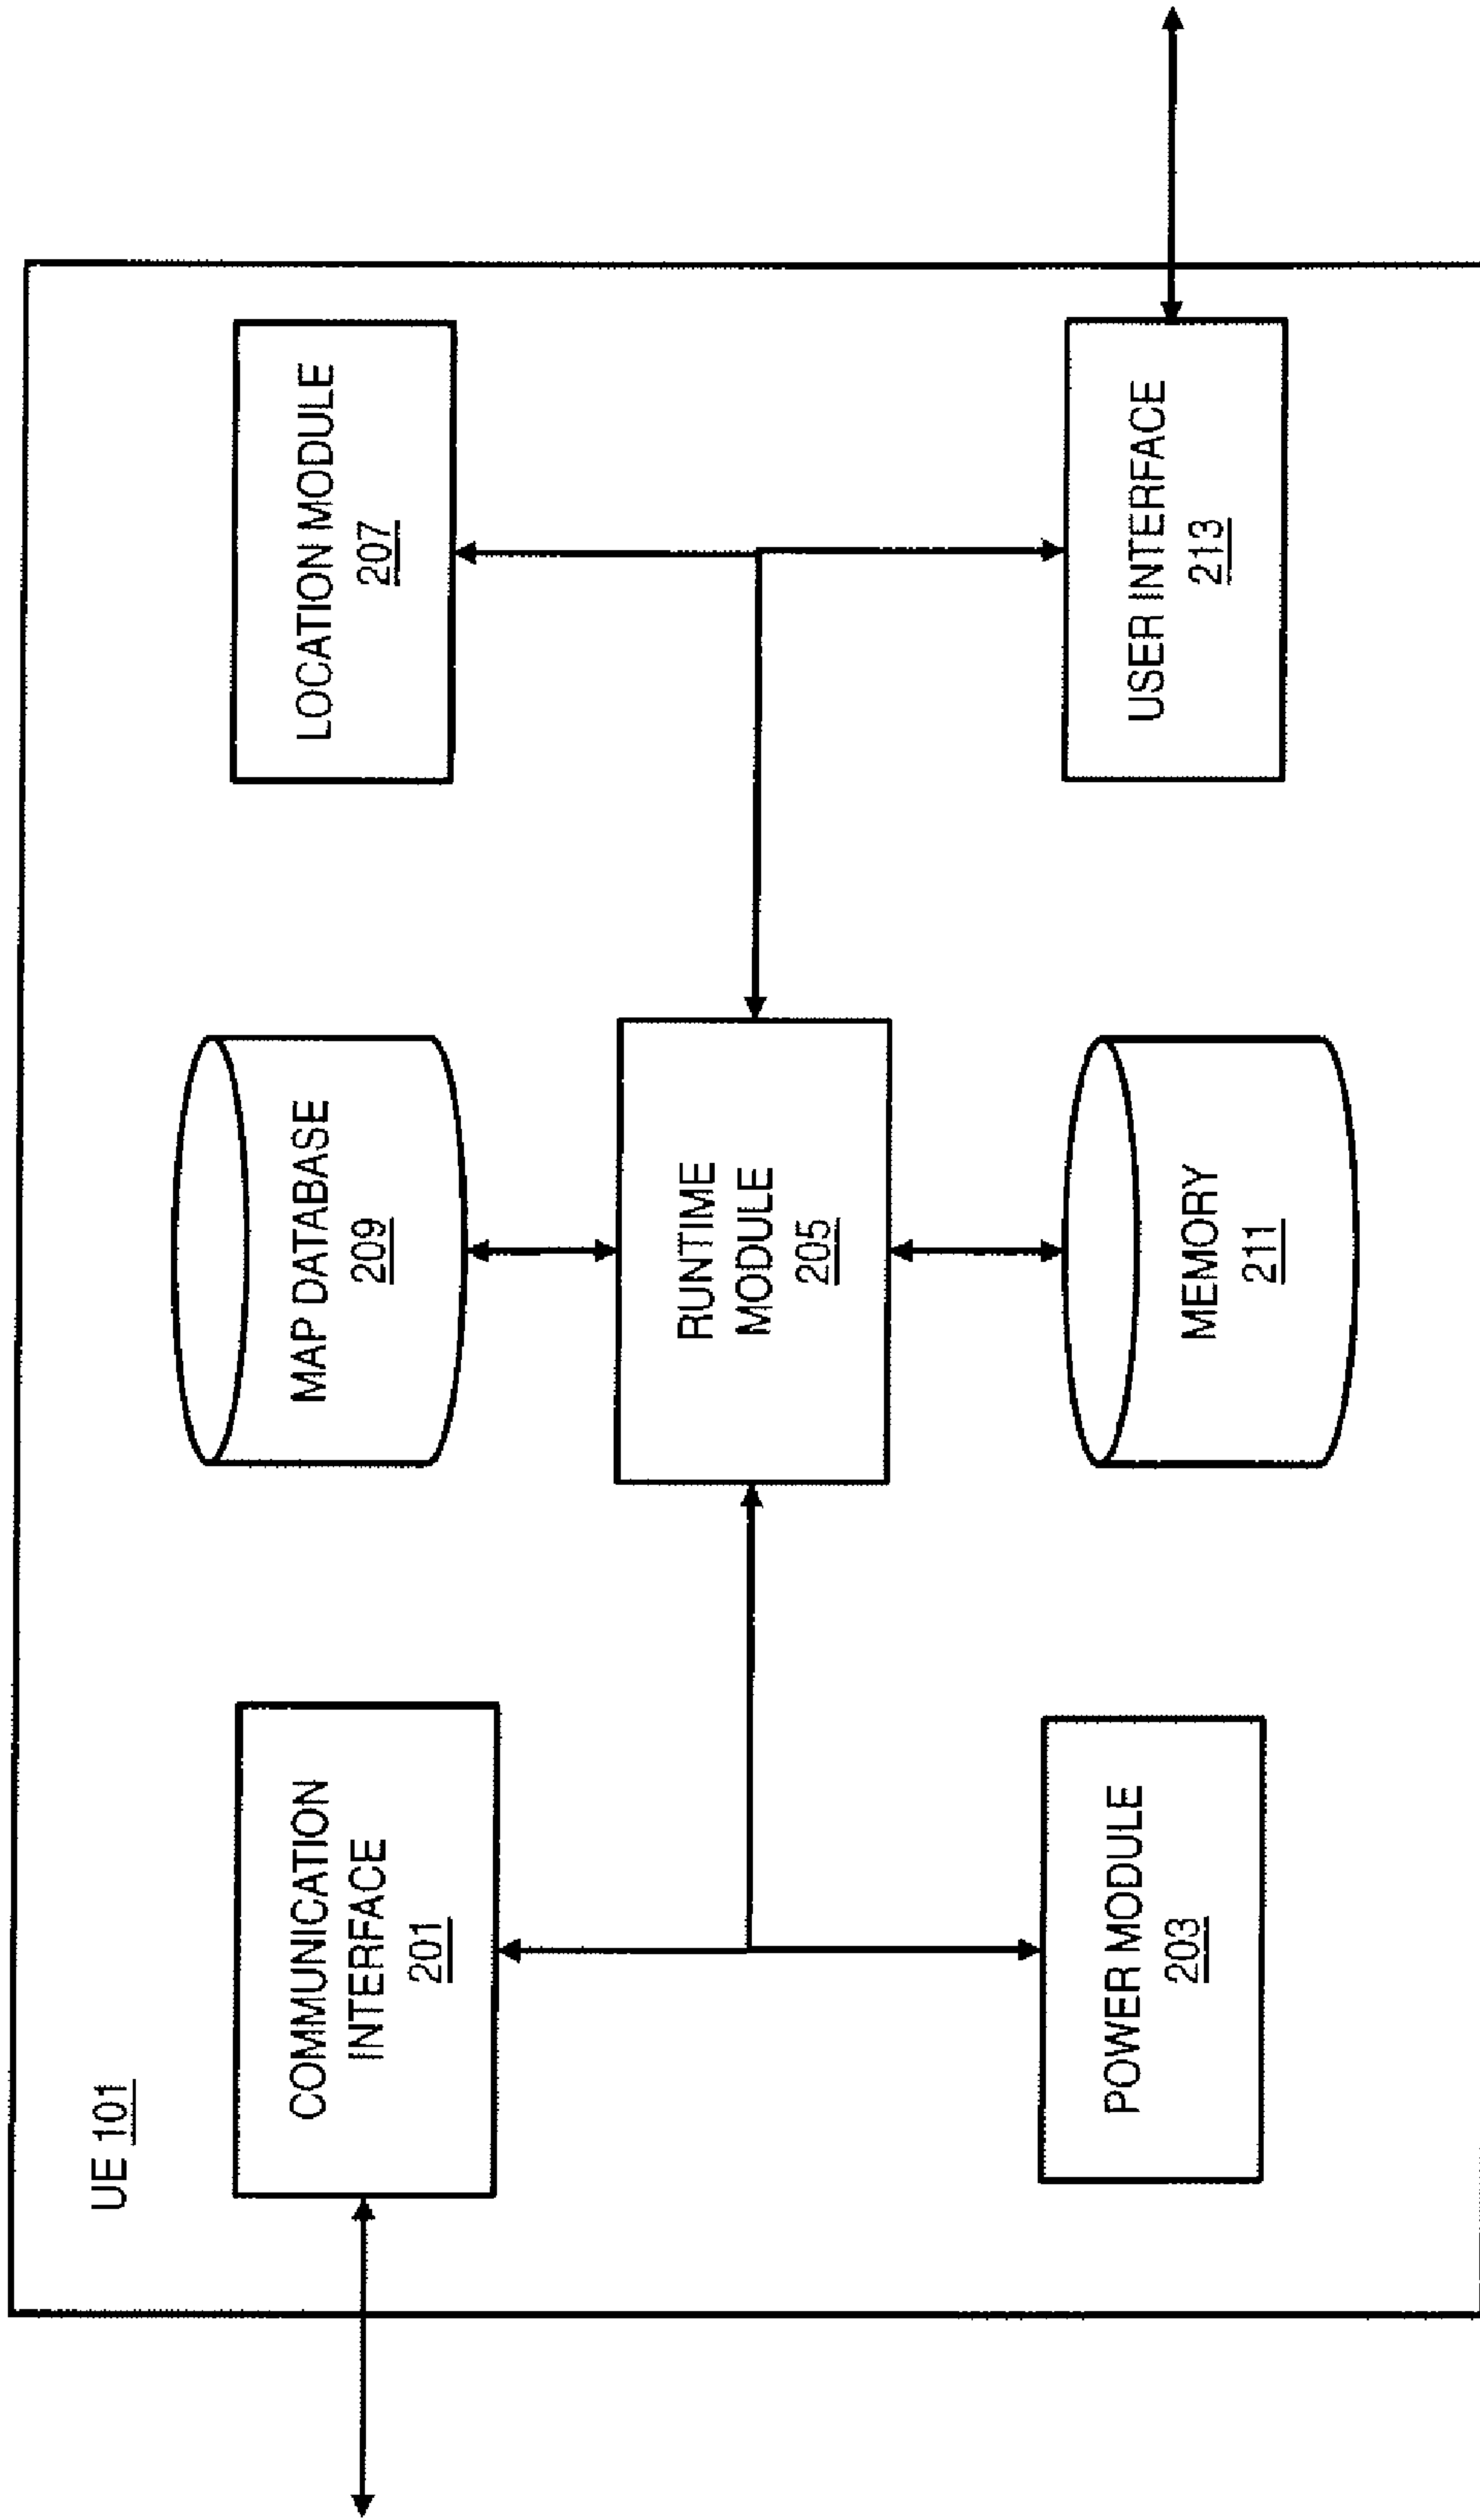 UE 101
COMMUNICATION
INTERFACE
201
MAP DATABASE
209
LOCATION MODULE
207
RUNTIME
MODULE
205
POWER MODULE
203
MEMORY
211
USER INTERFACE
213